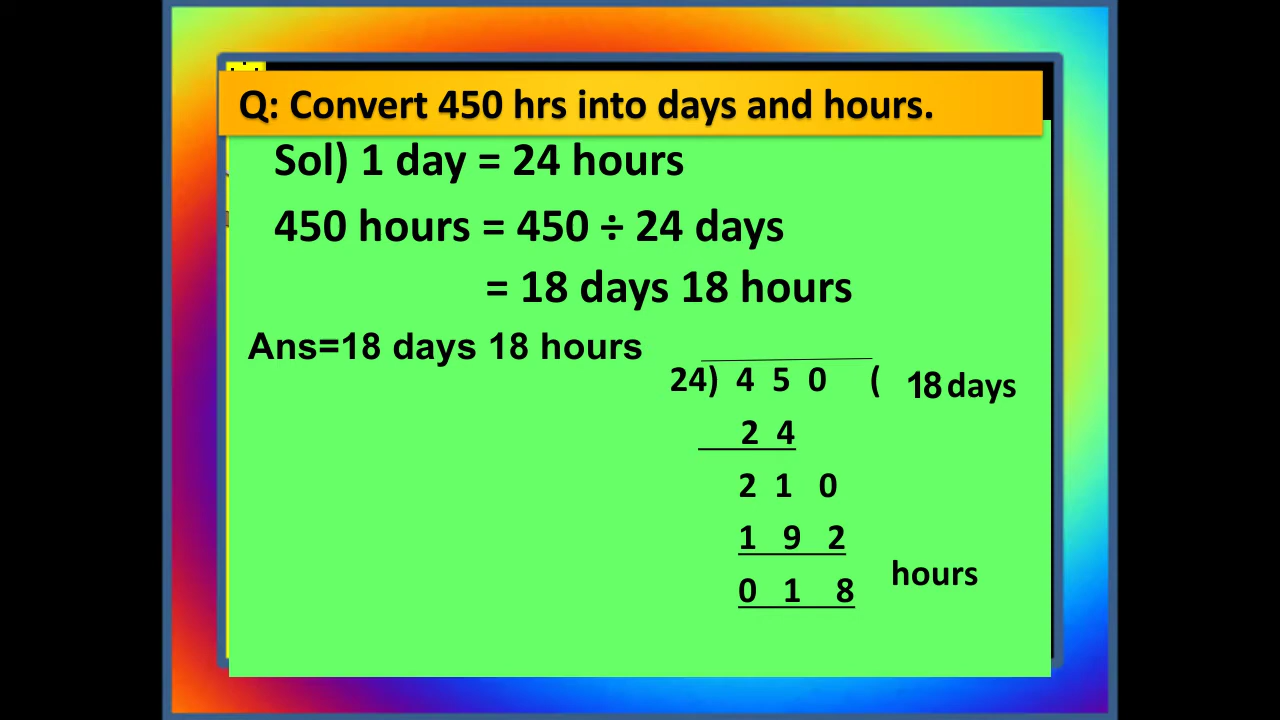 Q: Convert 450 hrs into days and hours.
Sol) 1 day = 24 hours
450 hours = 450 ÷ 24 days
= 18 days 18 hours
Ans=18 days 18 hours
24) 4 5 0 ( 18 days
2 4
2 1 0
1 9 2
0 1 8 hours